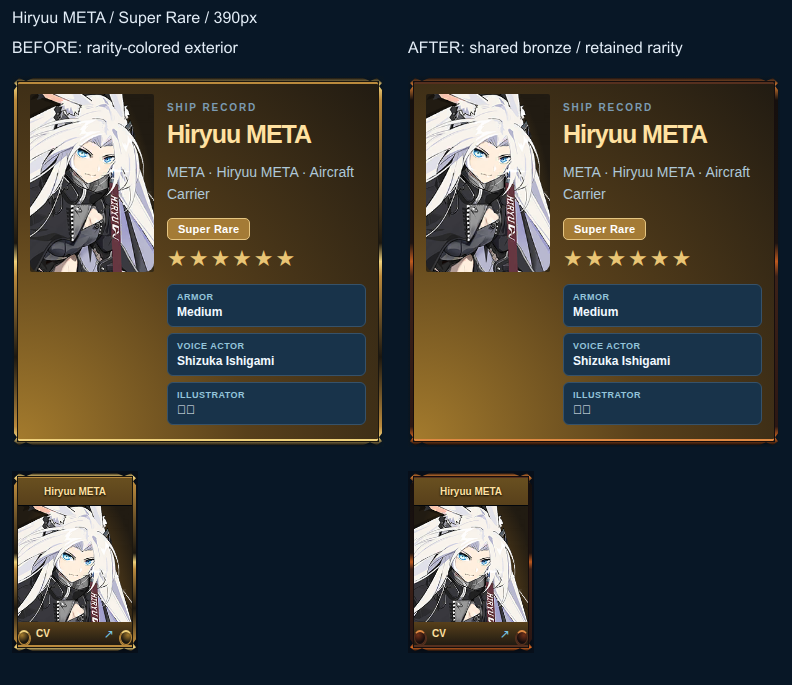 Hiryuu META / Super Rare / 390px
BEFORE: rarity-colored exterior
SHIP RECORD
Hiryuu META
META · Hiryuu META · Aircraft
Carrier
Super Rare
★★★★★★
ARMOR
Medium
VOICE ACTOR
Shizuka Ishigami
ILLUSTRATOR
Hiryuu META
CV ↗
AFTER: shared bronze / retained rarity
SHIP RECORD
Hiryuu META
META · Hiryuu META · Aircraft
Carrier
Super Rare
★★★★★★
ARMOR
Medium
VOICE ACTOR
Shizuka Ishigami
ILLUSTRATOR
Hiryuu META
CV ↗